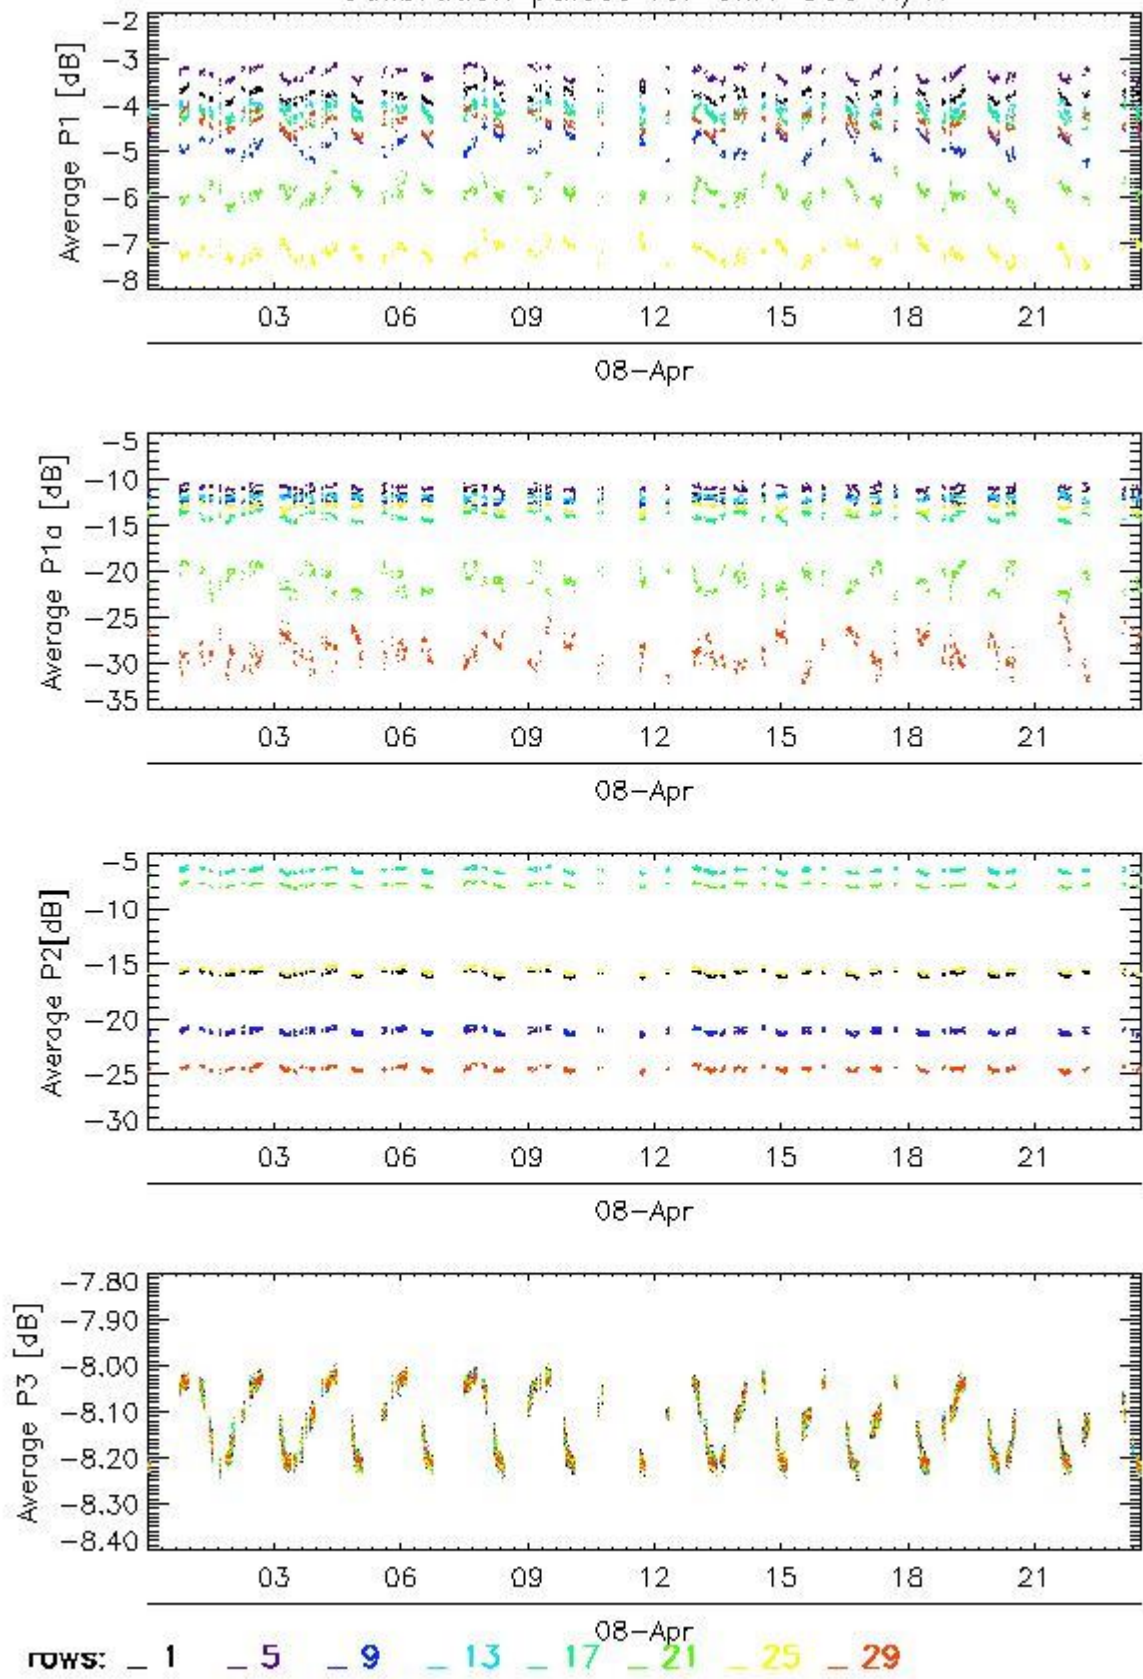 -2
-3
-4
-5
-6
-7
-8
Average P1 [dB]
03 06 09 12 15 18 21
08-Apr
-5
-10
-15
-20
-25
-30
-35
Average P1a [dB]
03 06 09 12 15 18 21
08-Apr
-5
-10
-15
-20
-25
-30
Average P2[dB]
03 06 09 12 15 18 21
08-Apr
-7.80
-7.90
-8.00
-8.10
-8.20
-8.30
-8.40
Average P3 [dB]
03 06 09 12 15 18 21
08-Apr
rows: _ 1 _ 5 _ 9 _ 13 _ 17 _ 21 _ 25 _ 29